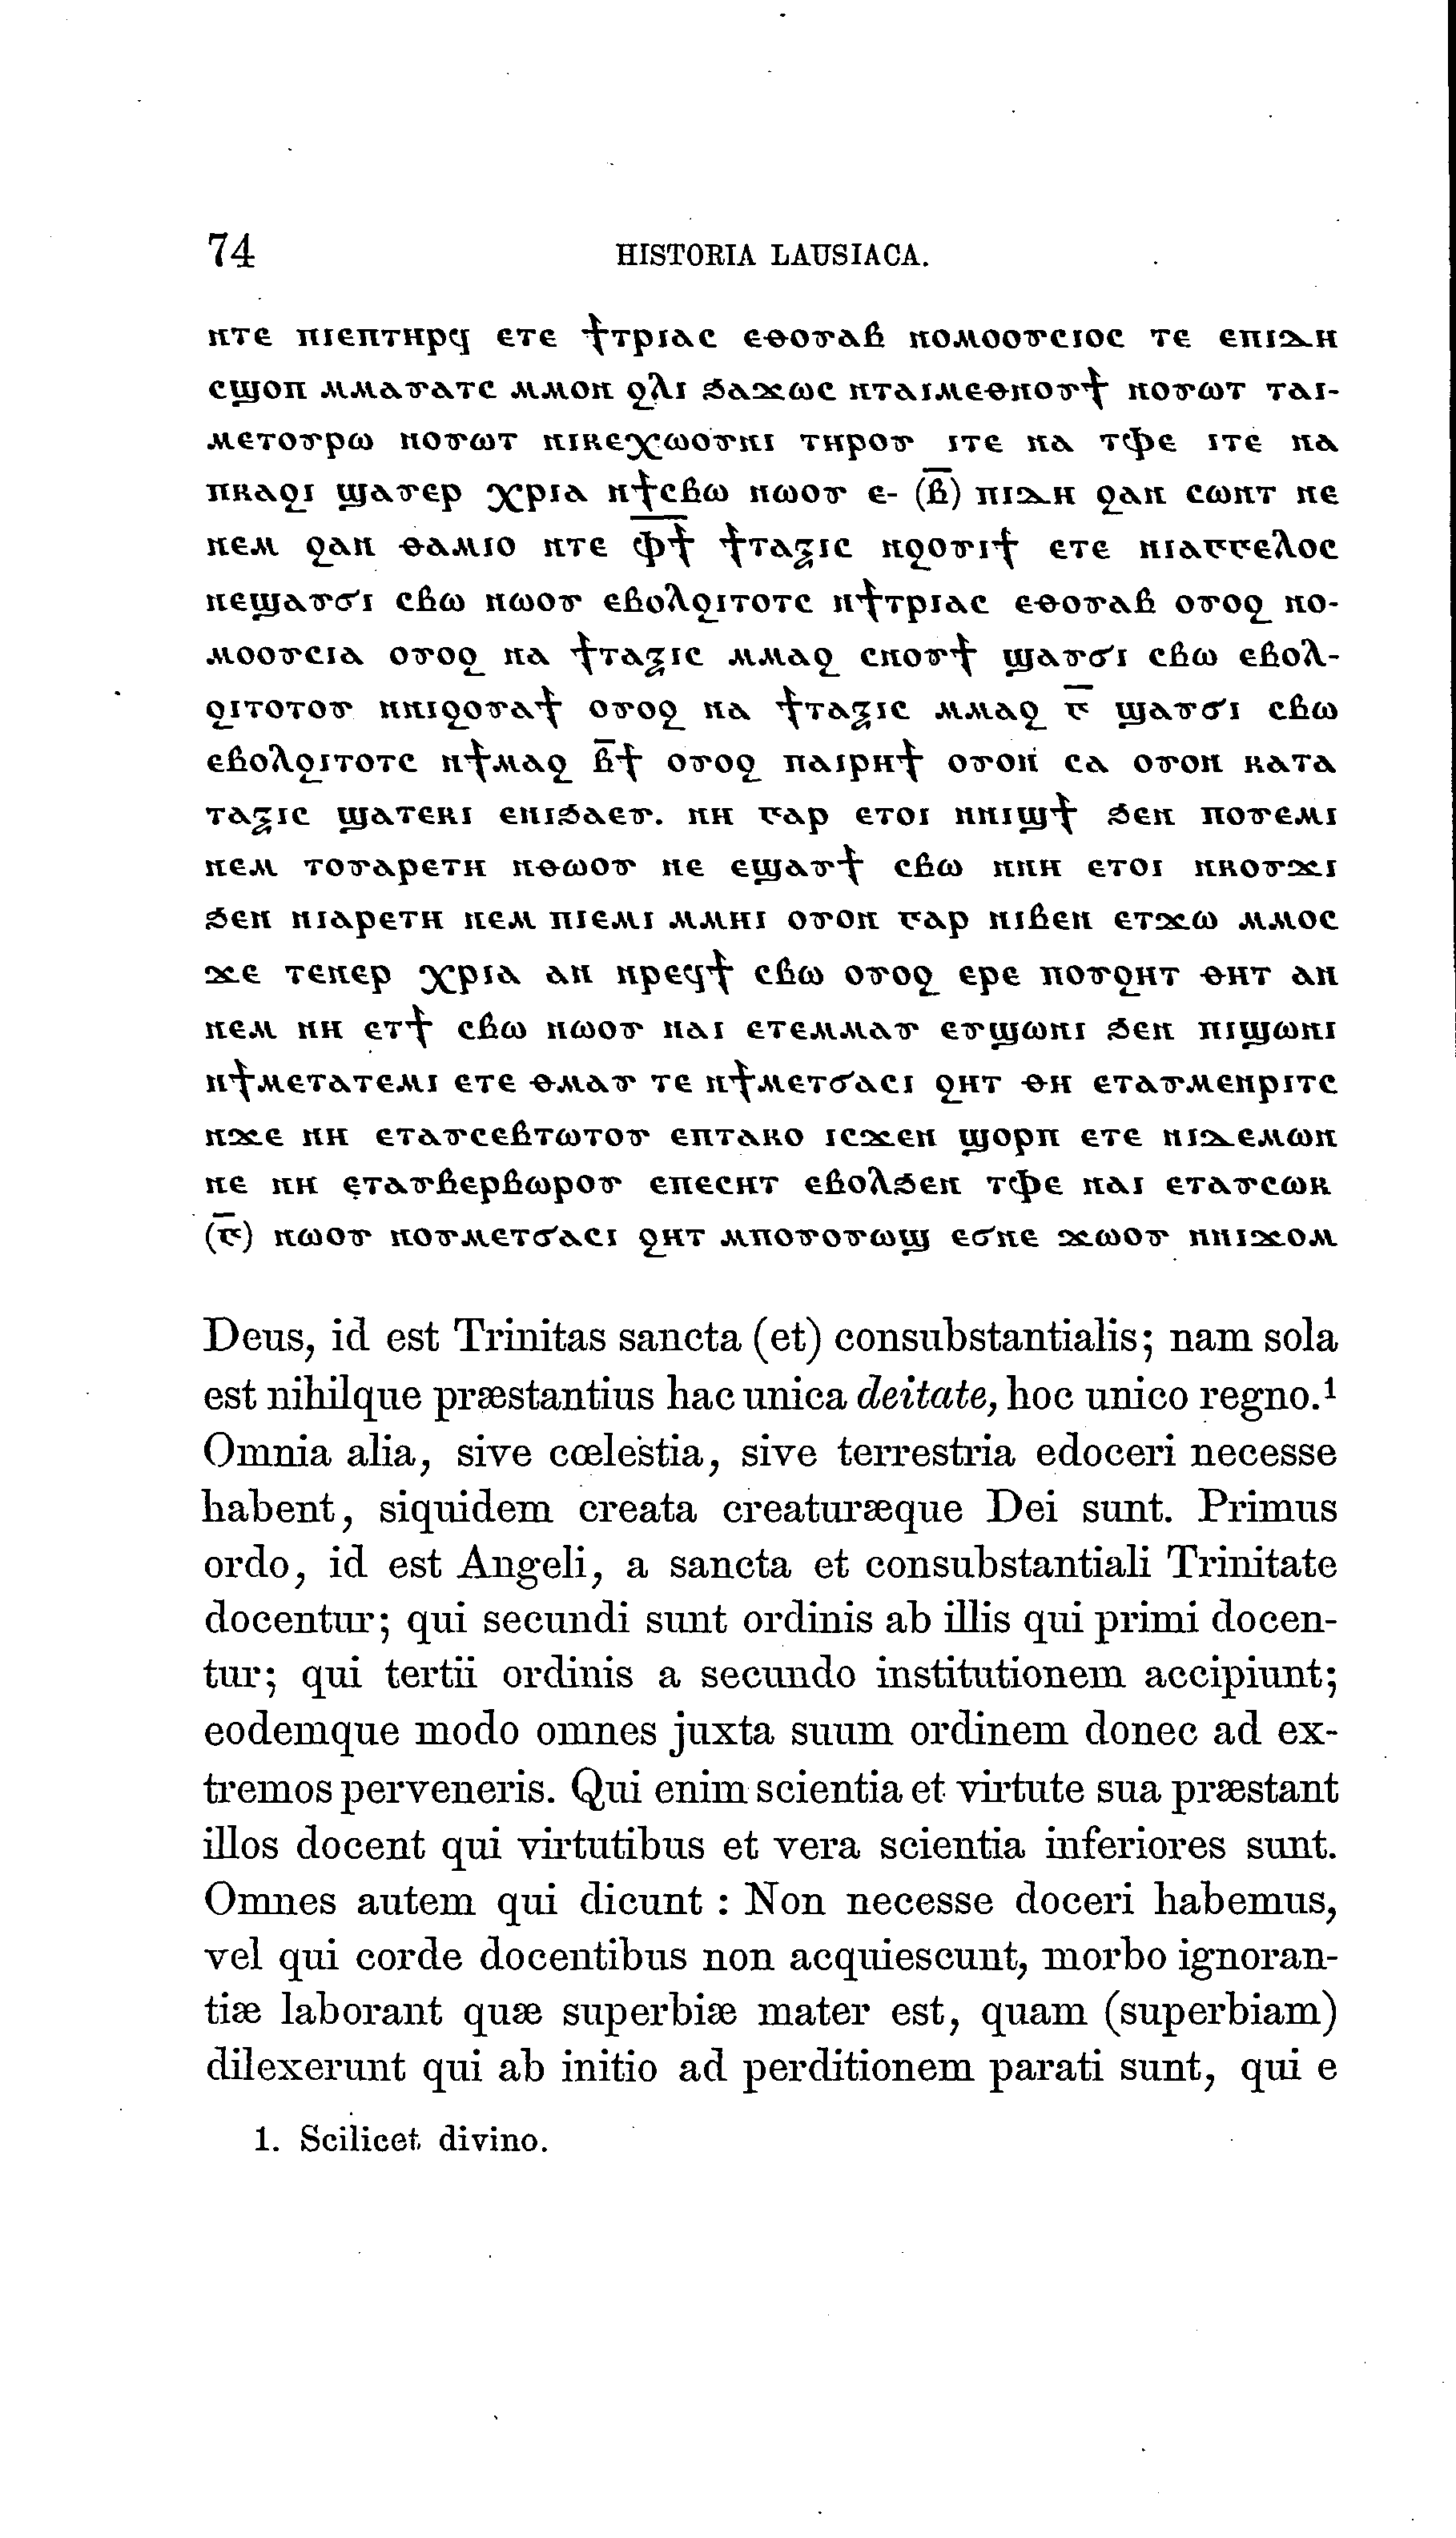 74 HISTORIA LAUSIACA.
ⲛⲧⲉ ⲡⲓⲉⲡⲧⲏⲣϥ ⲉⲧⲉ ϯⲧⲣⲓⲁⲥ ⲉⲑⲟⲩⲁⲃ ⲛⲟⲙⲟⲟⲩⲥⲓⲟⲥ ⲧⲉ ⲉⲡⲓⲇⲏ
ⲥϣⲟⲡ ⲙⲙⲁⲩⲁⲧⲥ ⲙⲙⲟⲛ ϩⲗⲓ ϧⲁϫⲱⲥ ⲛⲧⲁⲓⲙⲉⲑⲛⲟⲩϯ ⲛⲟⲩⲱⲧ ⲧⲁⲓ-
ⲙⲉⲧⲟⲩⲣⲱ ⲛⲟⲩⲱⲧ ⲛⲓⲕⲉⲭⲱⲟⲩⲛⲓ ⲧⲏⲣⲟⲩ ⲓⲧⲉ ⲛⲁ ⲧⲫⲉ ⲓⲧⲉ ⲛⲁ
ⲡⲕⲁϩⲓ ϣⲁⲩⲉⲣ ⲭⲣⲓⲁ ⲛϯⲥⲃⲱ ⲛⲱⲟⲩ ⲉ- (ⲃ̅) ⲡⲓⲇⲏ ϩⲁⲛ ⲥⲱⲛⲧ ⲛⲉ
ⲛⲉⲙ ϩⲁⲛ ⲑⲁⲙⲓⲟ ⲛⲧⲉ ⲫ̅ϯ̅ ϯⲧⲁⲝⲓⲥ ⲛϩⲟⲩⲓϯ ⲉⲧⲉ ⲛⲓⲁⲅⲅⲉⲗⲟⲥ
ⲛⲉϣⲁⲩϭⲓ ⲥⲃⲱ ⲛⲱⲟⲩ ⲉⲃⲟⲗϩⲓⲧⲟⲧⲥ ⲛϯⲧⲣⲓⲁⲥ ⲉⲑⲟⲩⲁⲃ ⲟⲩⲟϩ ⲛⲟ-
ⲙⲟⲟⲩⲥⲓⲁ ⲟⲩⲟϩ ⲛⲁ ϯⲧⲁⲝⲓⲥ ⲙⲙⲁϩ ⲥⲛⲟⲩϯ ϣⲁⲩϭⲓ ⲥⲃⲱ ⲉⲃⲟⲗ-
ϩⲓⲧⲟⲧⲟⲩ ⲛⲛⲓϩⲟⲩⲁϯ ⲟⲩⲟϩ ⲛⲁ ϯⲧⲁⲝⲓⲥ ⲙⲙⲁϩ ⲅ̅ ϣⲁⲩϭⲓ ⲥⲃⲱ
ⲉⲃⲟⲗϩⲓⲧⲟⲧⲥ ⲛϯⲙⲁϩ ⲃ̅ϯ ⲟⲩⲟϩ ⲡⲁⲓⲣⲏϯ ⲟⲩⲟⲛ ⲥⲁ ⲟⲩⲟⲛ ⲕⲁⲧⲁ
ⲧⲁⲝⲓⲥ ϣⲁⲧⲉⲕⲓ ⲉⲛⲓϧⲁⲉⲩ. ⲛⲏ ⲅⲁⲣ ⲉⲧⲟⲓ ⲛⲛⲓϣϯ ϧⲉⲛ ⲡⲟⲩⲉⲙⲓ
ⲛⲉⲙ ⲧⲟⲩⲁⲣⲉⲧⲏ ⲛⲑⲱⲟⲩ ⲛⲉ ⲉϣⲁⲩϯ ⲥⲃⲱ ⲛⲛⲏ ⲉⲧⲟⲓ ⲛⲕⲟⲩϫⲓ
ϧⲉⲛ ⲛⲓⲁⲣⲉⲧⲏ ⲛⲉⲙ ⲡⲓⲉⲙⲓ ⲙⲙⲏⲓ ⲟⲩⲟⲛ ⲅⲁⲣ ⲛⲓⲃⲉⲛ ⲉⲧϫⲱ ⲙⲙⲟⲥ
ϫⲉ ⲧⲉⲛⲉⲣ ⲭⲣⲓⲁ ⲁⲛ ⲛⲣⲉϥϯ ⲥⲃⲱ ⲟⲩⲟϩ ⲉⲣⲉ ⲡⲟⲩϩⲏⲧ ⲑⲏⲧ ⲁⲛ
ⲛⲉⲙ ⲛⲏ ⲉⲧϯ ⲥⲃⲱ ⲛⲱⲟⲩ ⲛⲁⲓ ⲉⲧⲉⲙⲙⲁⲩ ⲉⲩϣⲱⲛⲓ ϧⲉⲛ ⲡⲓϣⲱⲛⲓ
ⲛϯⲙⲉⲧⲁⲧⲉⲙⲓ ⲉⲧⲉ ⲑⲙⲁⲩ ⲧⲉ ⲛϯⲙⲉⲧϭⲁⲥⲓ ϩⲏⲧ ⲑⲏ ⲉⲧⲁⲩⲙⲉⲛⲣⲓⲧⲥ
ⲛϫⲉ ⲛⲏ ⲉⲧⲁⲩⲥⲉⲃⲧⲱⲧⲟⲩ ⲉⲡⲧⲁⲕⲟ ⲓⲥϫⲉⲛ ϣⲟⲣⲡ ⲉⲧⲉ ⲛⲓⲇⲉⲙⲱⲛ
ⲛⲉ ⲛⲏ ⲉⲧⲁⲩⲃⲉⲣⲃⲱⲣⲟⲩ ⲉⲡⲉⲥⲏⲧ ⲉⲃⲟⲗϧⲉⲛ ⲧⲫⲉ ⲛⲁⲓ ⲉⲧⲁⲩⲥⲱⲕ
(ⲅ̅) ⲛⲱⲟⲩ ⲛⲟⲩⲙⲉⲧϭⲁⲥⲓ ϩⲏⲧ ⲙⲡⲟⲩⲟⲩⲱϣ ⲉϭⲛⲉ ϫⲱⲟⲩ ⲛⲛⲓϫⲟⲙ
Deus, id est Trinitas sancta (et) consubstantialis; nam sola
est nihilque præstantius hac unica deitate, hoc unico regno.¹
Omnia alia, sive cœlestia, sive terrestria edoceri necesse
habent, siquidem creata creaturæque Dei sunt. Primus
ordo, id est Angeli, a sancta et consubstantiali Trinitate
docentur; qui secundi sunt ordinis ab illis qui primi docen-
tur; qui tertii ordinis a secundo institutionem accipiunt;
eodemque modo omnes juxta suum ordinem donec ad ex-
tremos perveneris. Qui enim scientia et virtute sua præstant
illos docent qui virtutibus et vera scientia inferiores sunt.
Omnes autem qui dicunt : Non necesse doceri habemus,
vel qui corde docentibus non acquiescunt, morbo ignoran-
tiæ laborant quæ superbiæ mater est, quam (superbiam)
dilexerunt qui ab initio ad perditionem parati sunt, qui e
1. Scilicet divino.